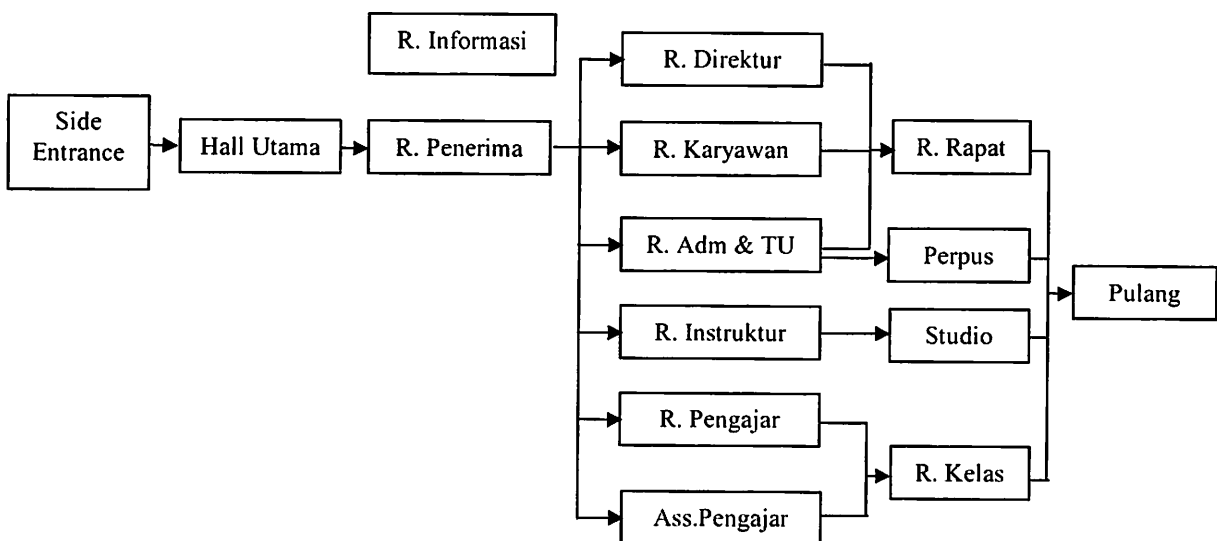 R. Informasi
Side
Entrance
Hall Utama
R. Penerima
R. Direktur
R. Karyawan
R. Adm & TU
R. Instruktur
R. Pengajar
Ass.Pengajar
R. Rapat
Perpus
Studio
R. Kelas
Pulang